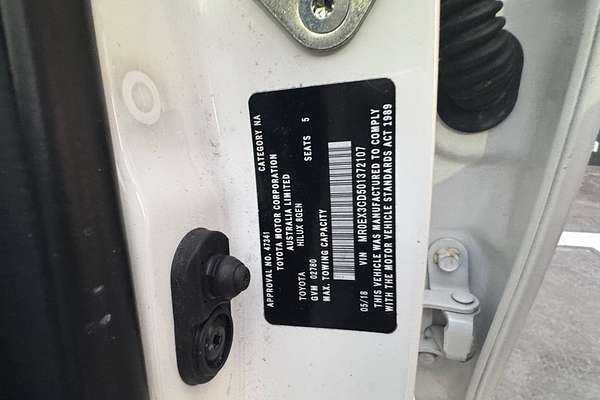 APPROVAL NO. 47341 CATEGORY NA
TOYOTA MOTOR CORPORATION
AUSTRALIA LIMITED
TOYOTA HILUX 8GEN
GVM 02780 SEATS 5
MAX. TOWING CAPACITY
05/18 VIN MR0EX3CD501372107
THIS VEHICLE WAS MANUFACTURED TO COMPLY
WITH THE MOTOR VEHICLE STANDARDS ACT 1989